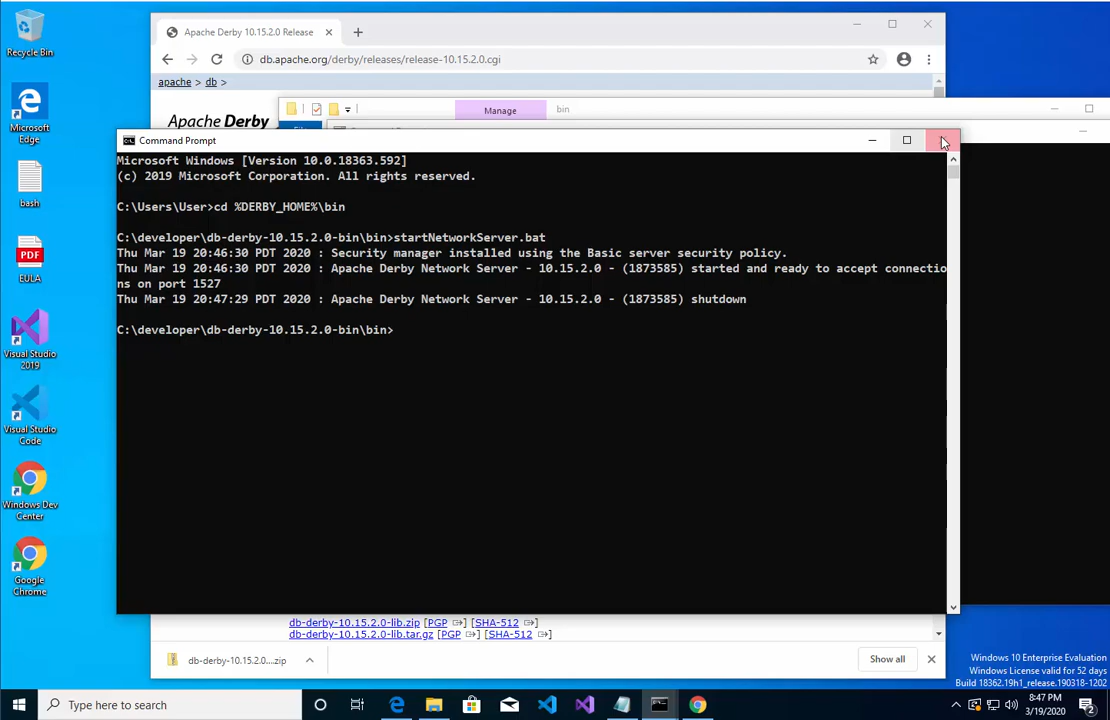 Recycle Bin
Microsoft Edge
bash
EULA
Visual Studio 2019
Visual Studio Code
Windows Dev Center
Google Chrome
Apache Derby 10.15.2.0 Release
db.apache.org/derby/releases/release-10.15.2.0.cgi
apache > db >
Apache Derby
Manage
bin
Command Prompt
Microsoft Windows [Version 10.0.18363.592]
(c) 2019 Microsoft Corporation. All rights reserved.
C:\Users\User>cd %DERBY_HOME%\bin
C:\developer\db-derby-10.15.2.0-bin\bin>startNetworkServer.bat
Thu Mar 19 20:46:30 PDT 2020 : Security manager installed using the Basic server security policy.
Thu Mar 19 20:46:30 PDT 2020 : Apache Derby Network Server - 10.15.2.0 - (1873585) started and ready to accept connectio
ns on port 1527
Thu Mar 19 20:47:29 PDT 2020 : Apache Derby Network Server - 10.15.2.0 - (1873585) shutdown
C:\developer\db-derby-10.15.2.0-bin\bin>
db-derby-10.15.2.0-lib.zip [PGP] [SHA-512]
db-derby-10.15.2.0-lib.tar.gz [PGP] [SHA-512]
db-derby-10.15.2.0....zip
Show all
Windows 10 Enterprise Evaluation
Windows License valid for 52 days
Build 18362.19h1_release.190318-1202
Type here to search
8:47 PM
3/19/2020
2